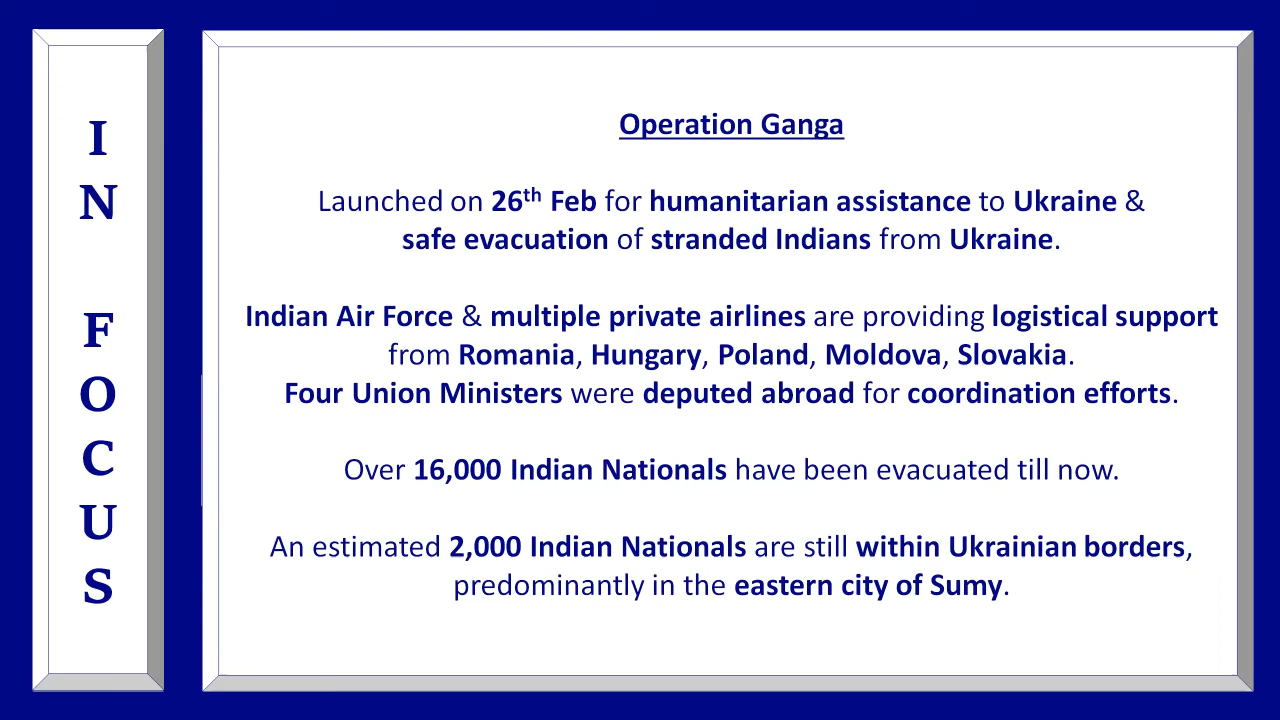 IN FOCUS
Operation Ganga
Launched on 26th Feb for humanitarian assistance to Ukraine &
safe evacuation of stranded Indians from Ukraine.
Indian Air Force & multiple private airlines are providing logistical support
from Romania, Hungary, Poland, Moldova, Slovakia.
Four Union Ministers were deputed abroad for coordination efforts.
Over 16,000 Indian Nationals have been evacuated till now.
An estimated 2,000 Indian Nationals are still within Ukrainian borders,
predominantly in the eastern city of Sumy.